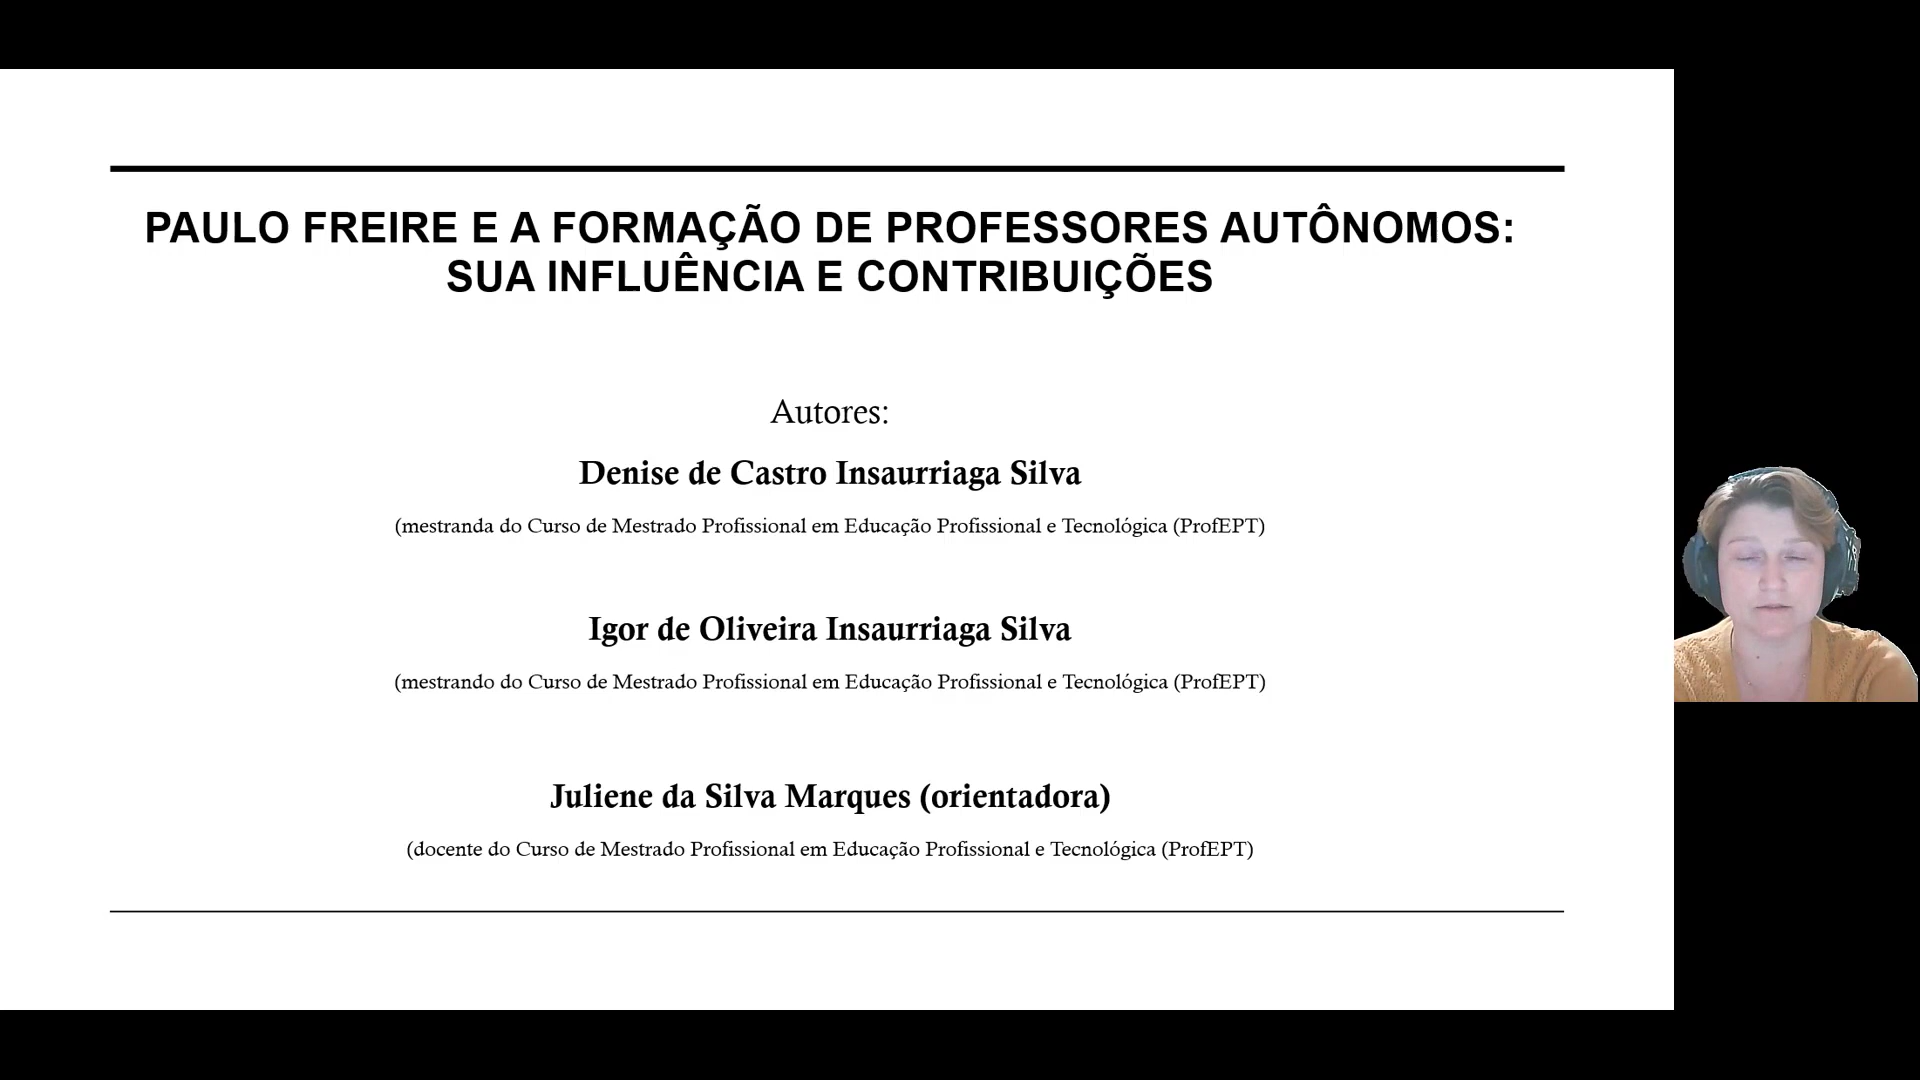 PAULO FREIRE E A FORMAÇÃO DE PROFESSORES AUTÔNOMOS:
SUA INFLUÊNCIA E CONTRIBUIÇÕES
Autores:
Denise de Castro Insaurriaga Silva
(mestranda do Curso de Mestrado Profissional em Educação Profissional e Tecnológica (ProfEPT)
Igor de Oliveira Insaurriaga Silva
(mestrando do Curso de Mestrado Profissional em Educação Profissional e Tecnológica (ProfEPT)
Juliene da Silva Marques (orientadora)
(docente do Curso de Mestrado Profissional em Educação Profissional e Tecnológica (ProfEPT)